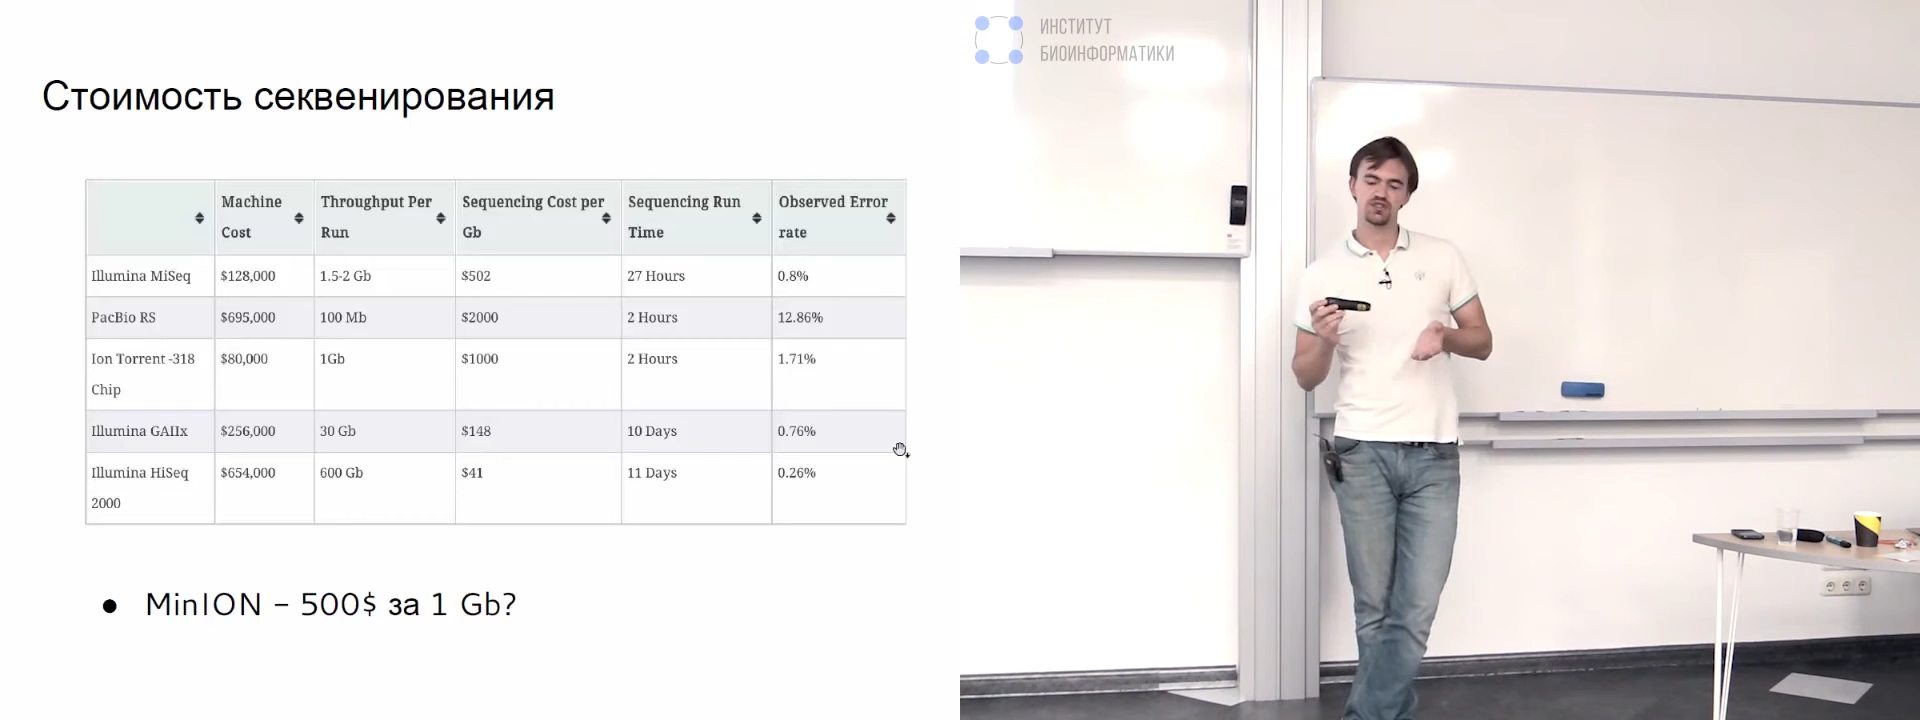 Стоимость секвенирования
Machine Cost
Throughput Per Run
Sequencing Cost per Gb
Sequencing Run Time
Observed Error rate
Illumina MiSeq $128,000 1.5-2 Gb $502 27 Hours 0.8%
PacBio RS $695,000 100 Mb $2000 2 Hours 12.86%
Ion Torrent -318 Chip $80,000 1Gb $1000 2 Hours 1.71%
Illumina GAIIx $256,000 30 Gb $148 10 Days 0.76%
Illumina HiSeq 2000 $654,000 600 Gb $41 11 Days 0.26%
● MinION - 500$ за 1 Gb?
ИНСТИТУТ
БИОИНФОРМАТИКИ